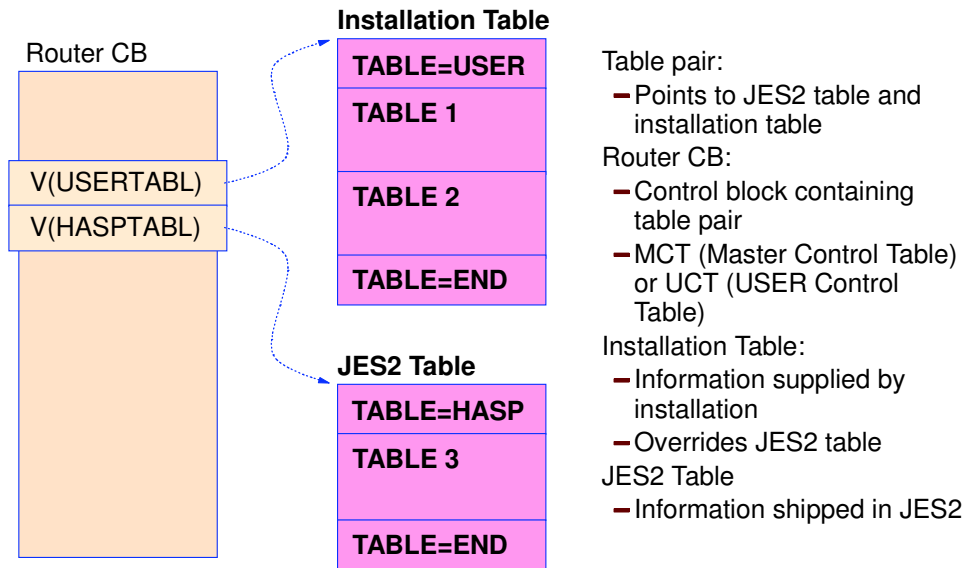 Router CB
V(USERTABL)
V(HASPTABL)
Installation Table
TABLE=USER
TABLE 1
TABLE 2
TABLE=END
JES2 Table
TABLE=HASP
TABLE 3
TABLE=END
Table pair:
–Points to JES2 table and
installation table
Router CB:
–Control block containing
table pair
–MCT (Master Control Table)
or UCT (USER Control
Table)
Installation Table:
–Information supplied by
installation
–Overrides JES2 table
JES2 Table
–Information shipped in JES2